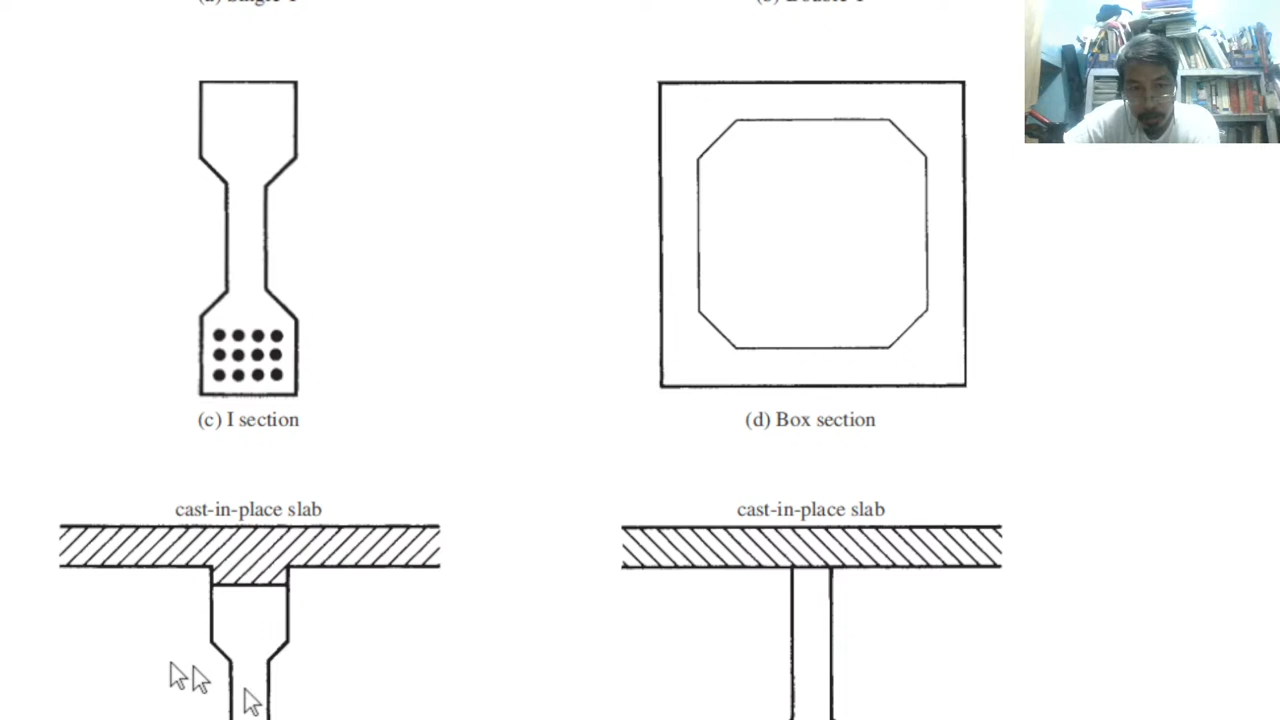 (c) I section
(d) Box section
cast-in-place slab
cast-in-place slab